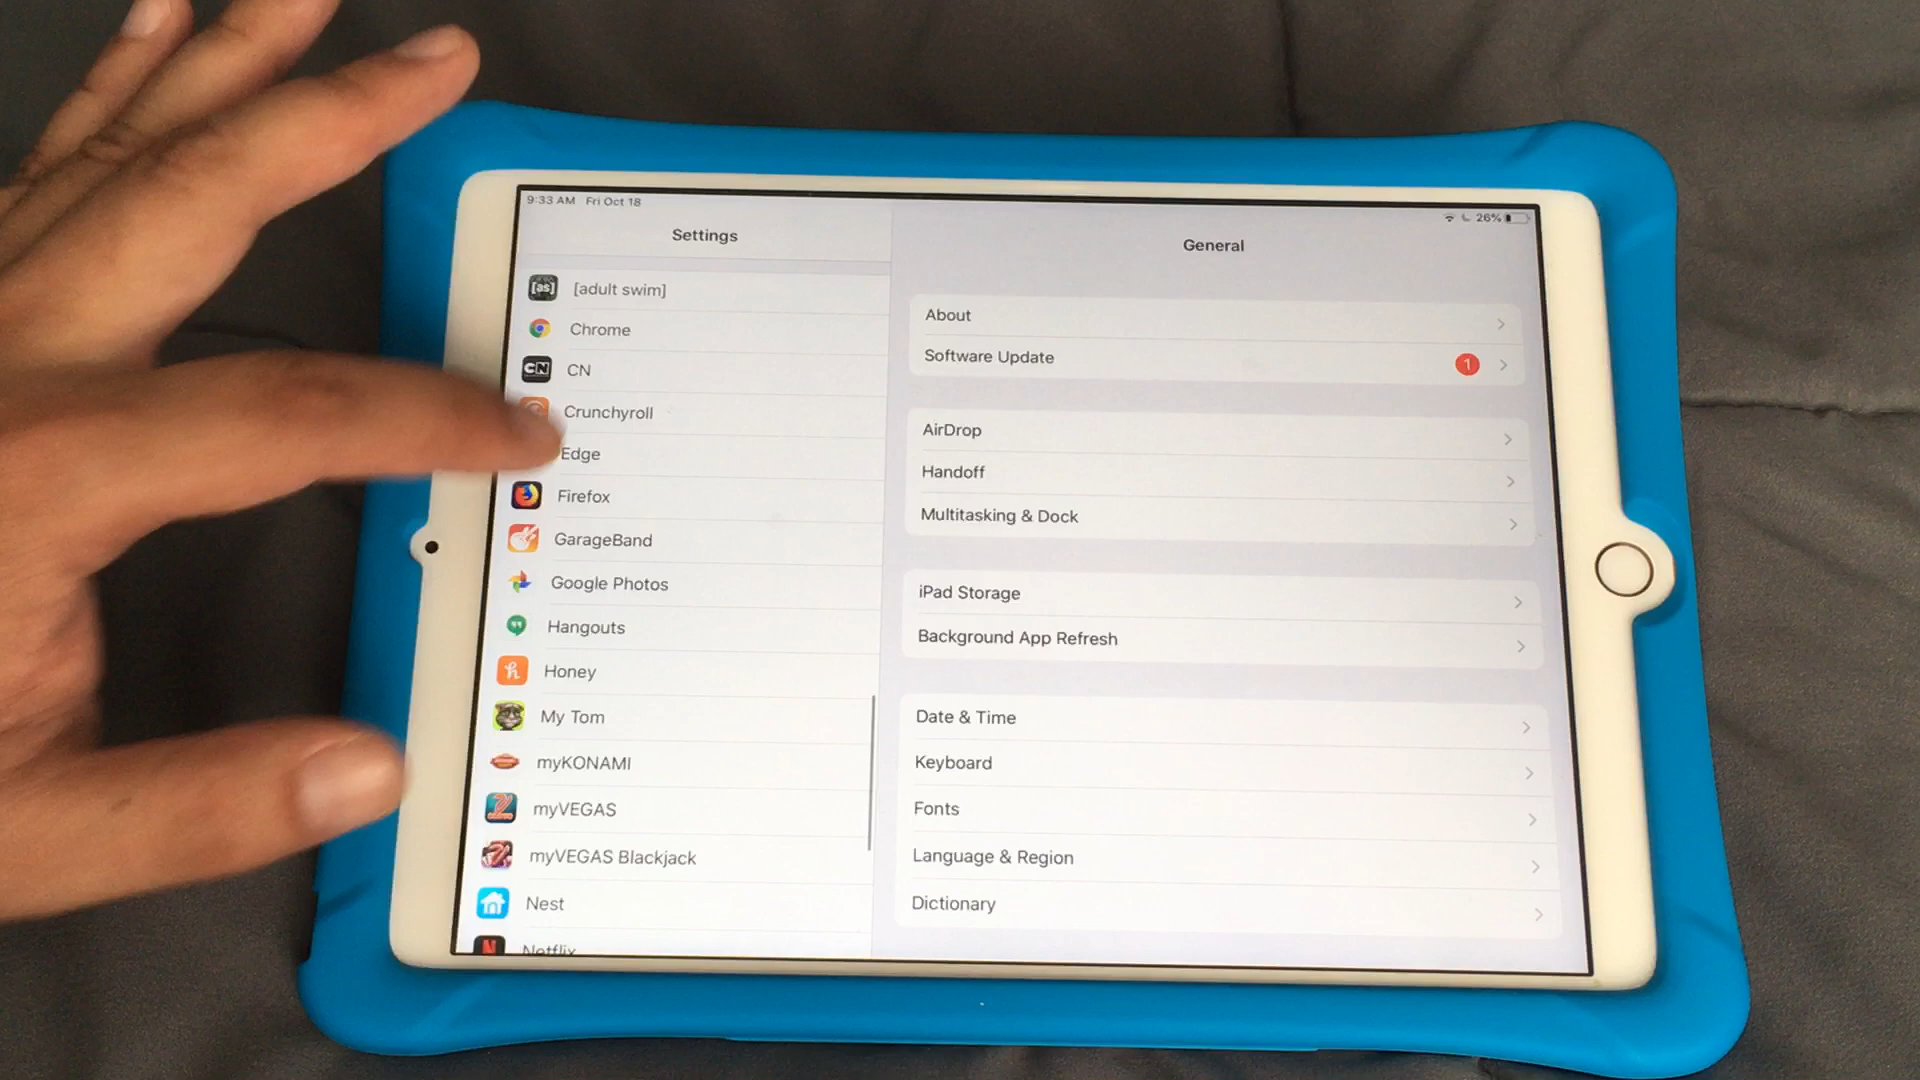 9:33 AM Fri Oct 18
26%
Settings
[as] [adult swim]
Chrome
CN CN
Crunchyroll
Edge
Firefox
GarageBand
Google Photos
Hangouts
h Honey
My Tom
myKONAMI
myVEGAS
myVEGAS Blackjack
Nest
N Netflix
General
About
Software Update 1
AirDrop
Handoff
Multitasking & Dock
iPad Storage
Background App Refresh
Date & Time
Keyboard
Fonts
Language & Region
Dictionary